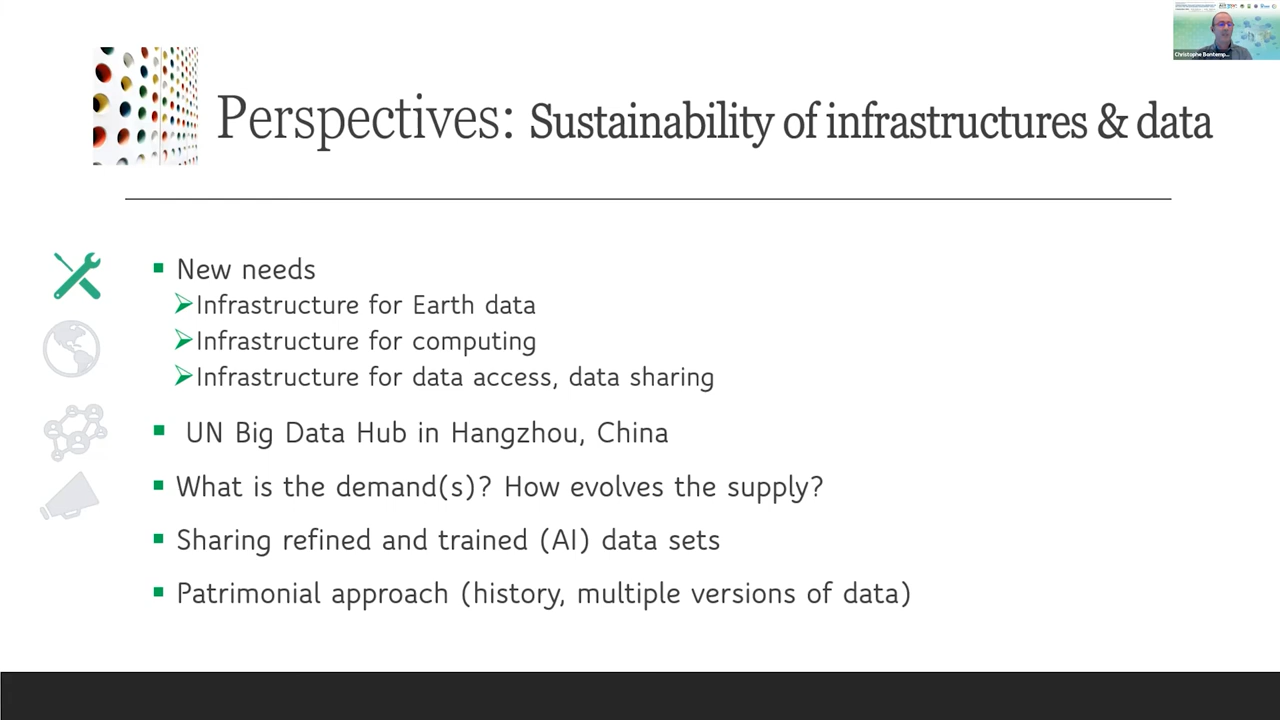 Christophe Bontemp...
Perspectives: Sustainability of infrastructures & data
New needs
Infrastructure for Earth data
Infrastructure for computing
Infrastructure for data access, data sharing
UN Big Data Hub in Hangzhou, China
What is the demand(s)? How evolves the supply?
Sharing refined and trained (AI) data sets
Patrimonial approach (history, multiple versions of data)